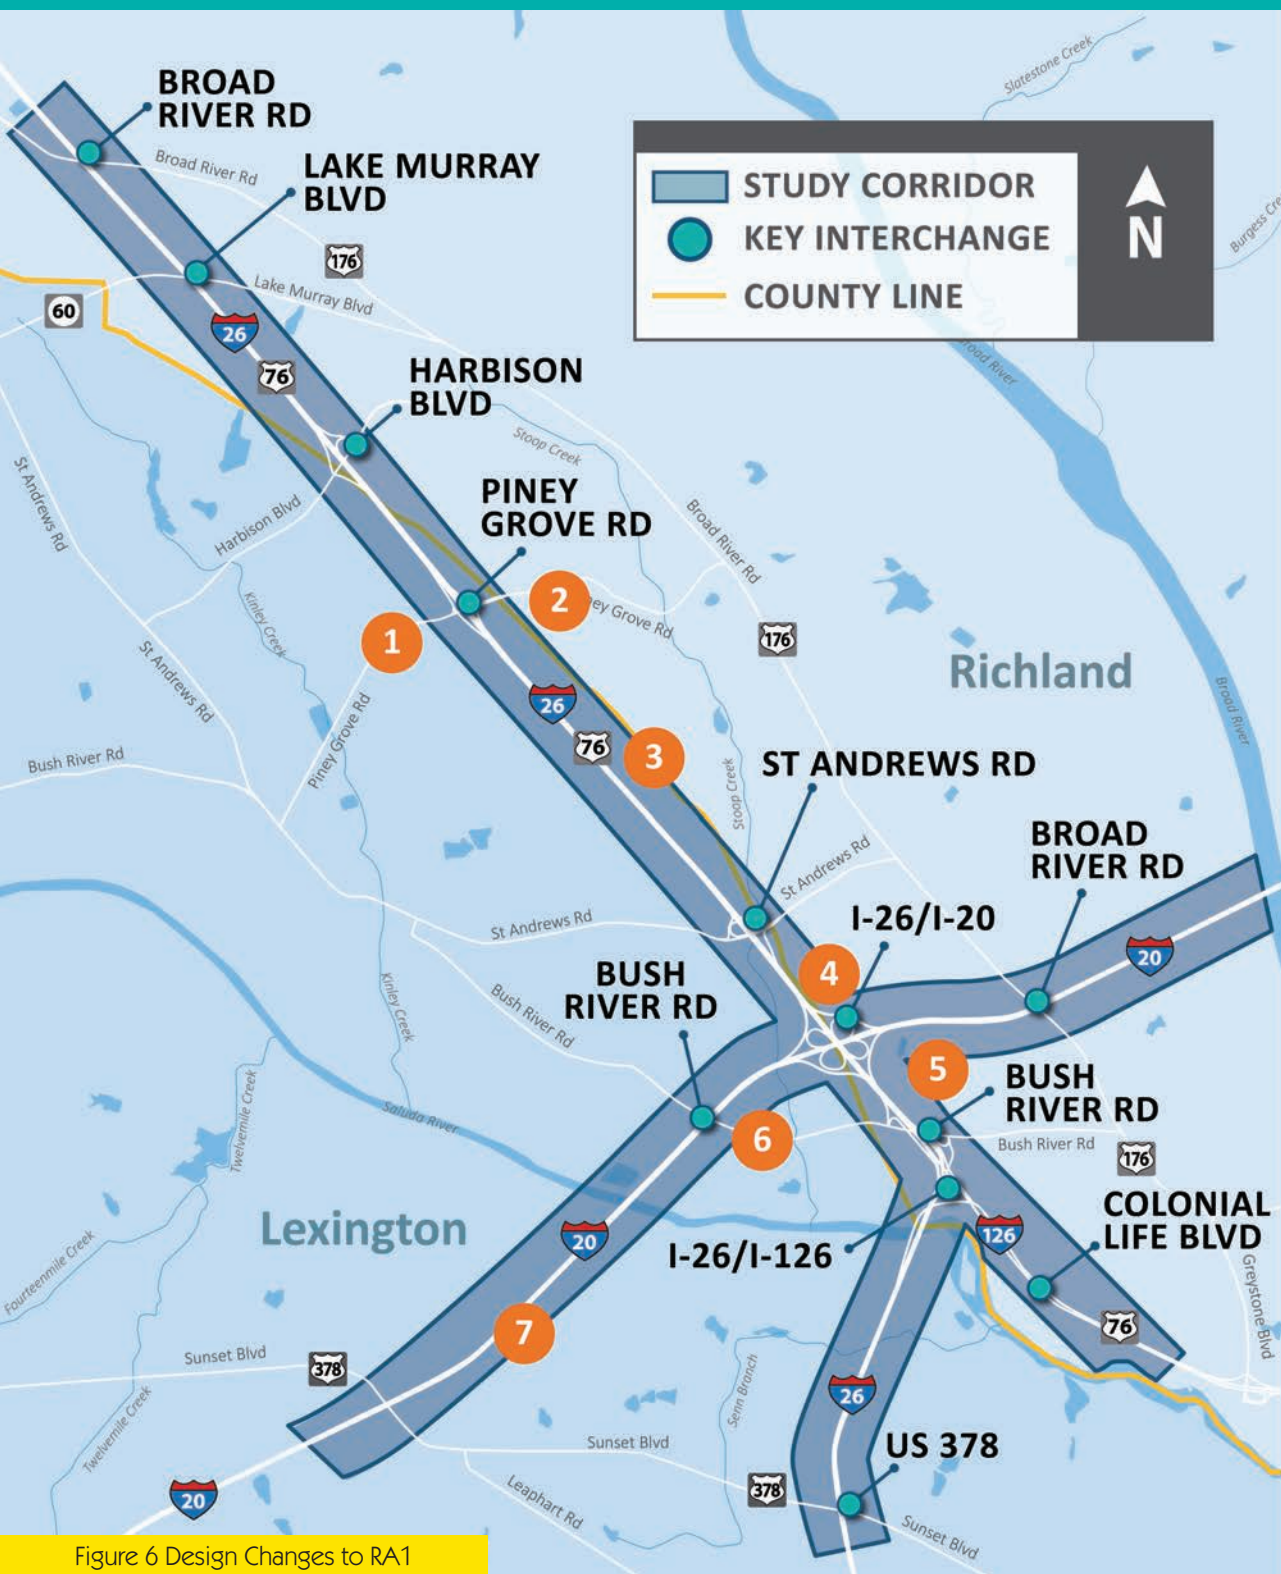 BROAD
RIVER RD
LAKE MURRAY
BLVD
Slatestone Creek
STUDY CORRIDOR
KEY INTERCHANGE
COUNTY LINE
N
Broad River Rd
176
Lake Murray Blvd
60
26
76
Broad River
HARBISON
BLVD
Stoop Creek
St Andrews Rd
Harbison Blvd
PINEY
GROVE RD
Broad River Rd
Kinley Creek
1
2
Grove Rd
176
Richland
St Andrews Rd
Piney Grove Rd
26
76
3
Broad River
Bush River Rd
Stoop Creek
ST ANDREWS RD
BROAD
RIVER RD
St Andrews Rd
St Andrews Rd
I-26/I-20
20
4
BUSH
RIVER RD
Kinley Creek
Bush River Rd
5
BUSH
RIVER RD
Twelvemile Creek
Saluda River
6
Bush River Rd
176
Lexington
20
I-26/I-126
126
COLONIAL
LIFE BLVD
Fourteenmile Creek
7
76
Greystone Blvd
Sunset Blvd
378
Senn Branch
26
Twelvemile Creek
Sunset Blvd
US 378
378
20
Leaphart Rd
Sunset Blvd
Figure 6 Design Changes to RA1